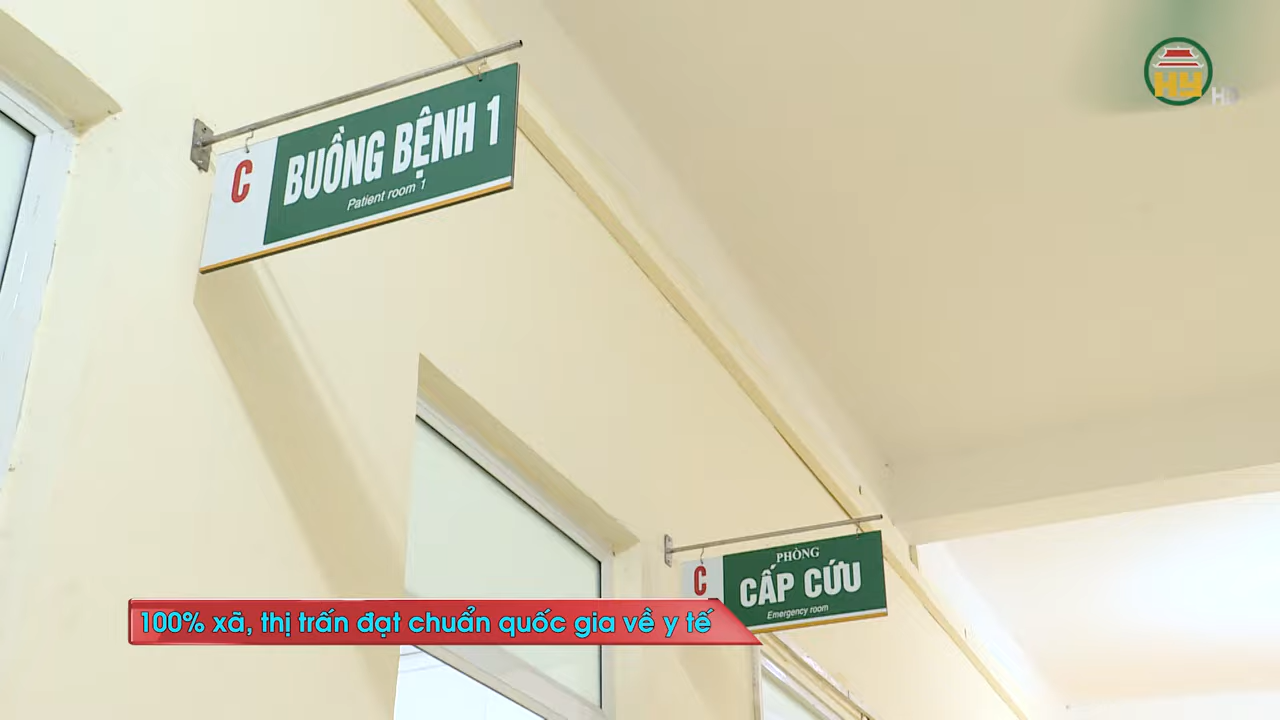 HY
HD
C
BUỒNG BỆNH 1
Patient room 1
C
PHÒNG
CẤP CỨU
Emergency room
100% xã, thị trấn đạt chuẩn quốc gia về y tế